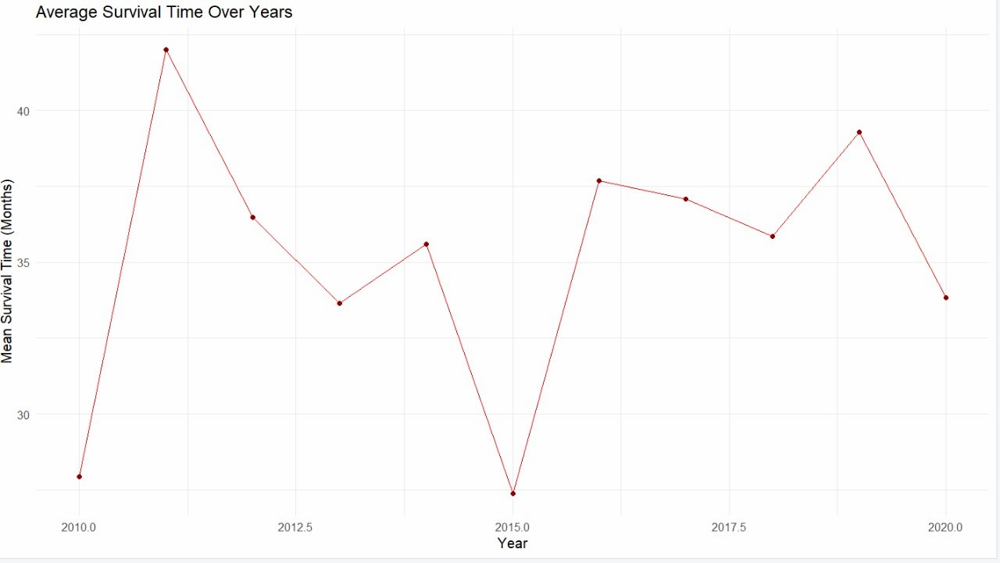 Average Survival Time Over Years
Mean Survival Time (Months)
40
35
30
2010.0
2012.5
2015.0
2017.5
2020.0
Year